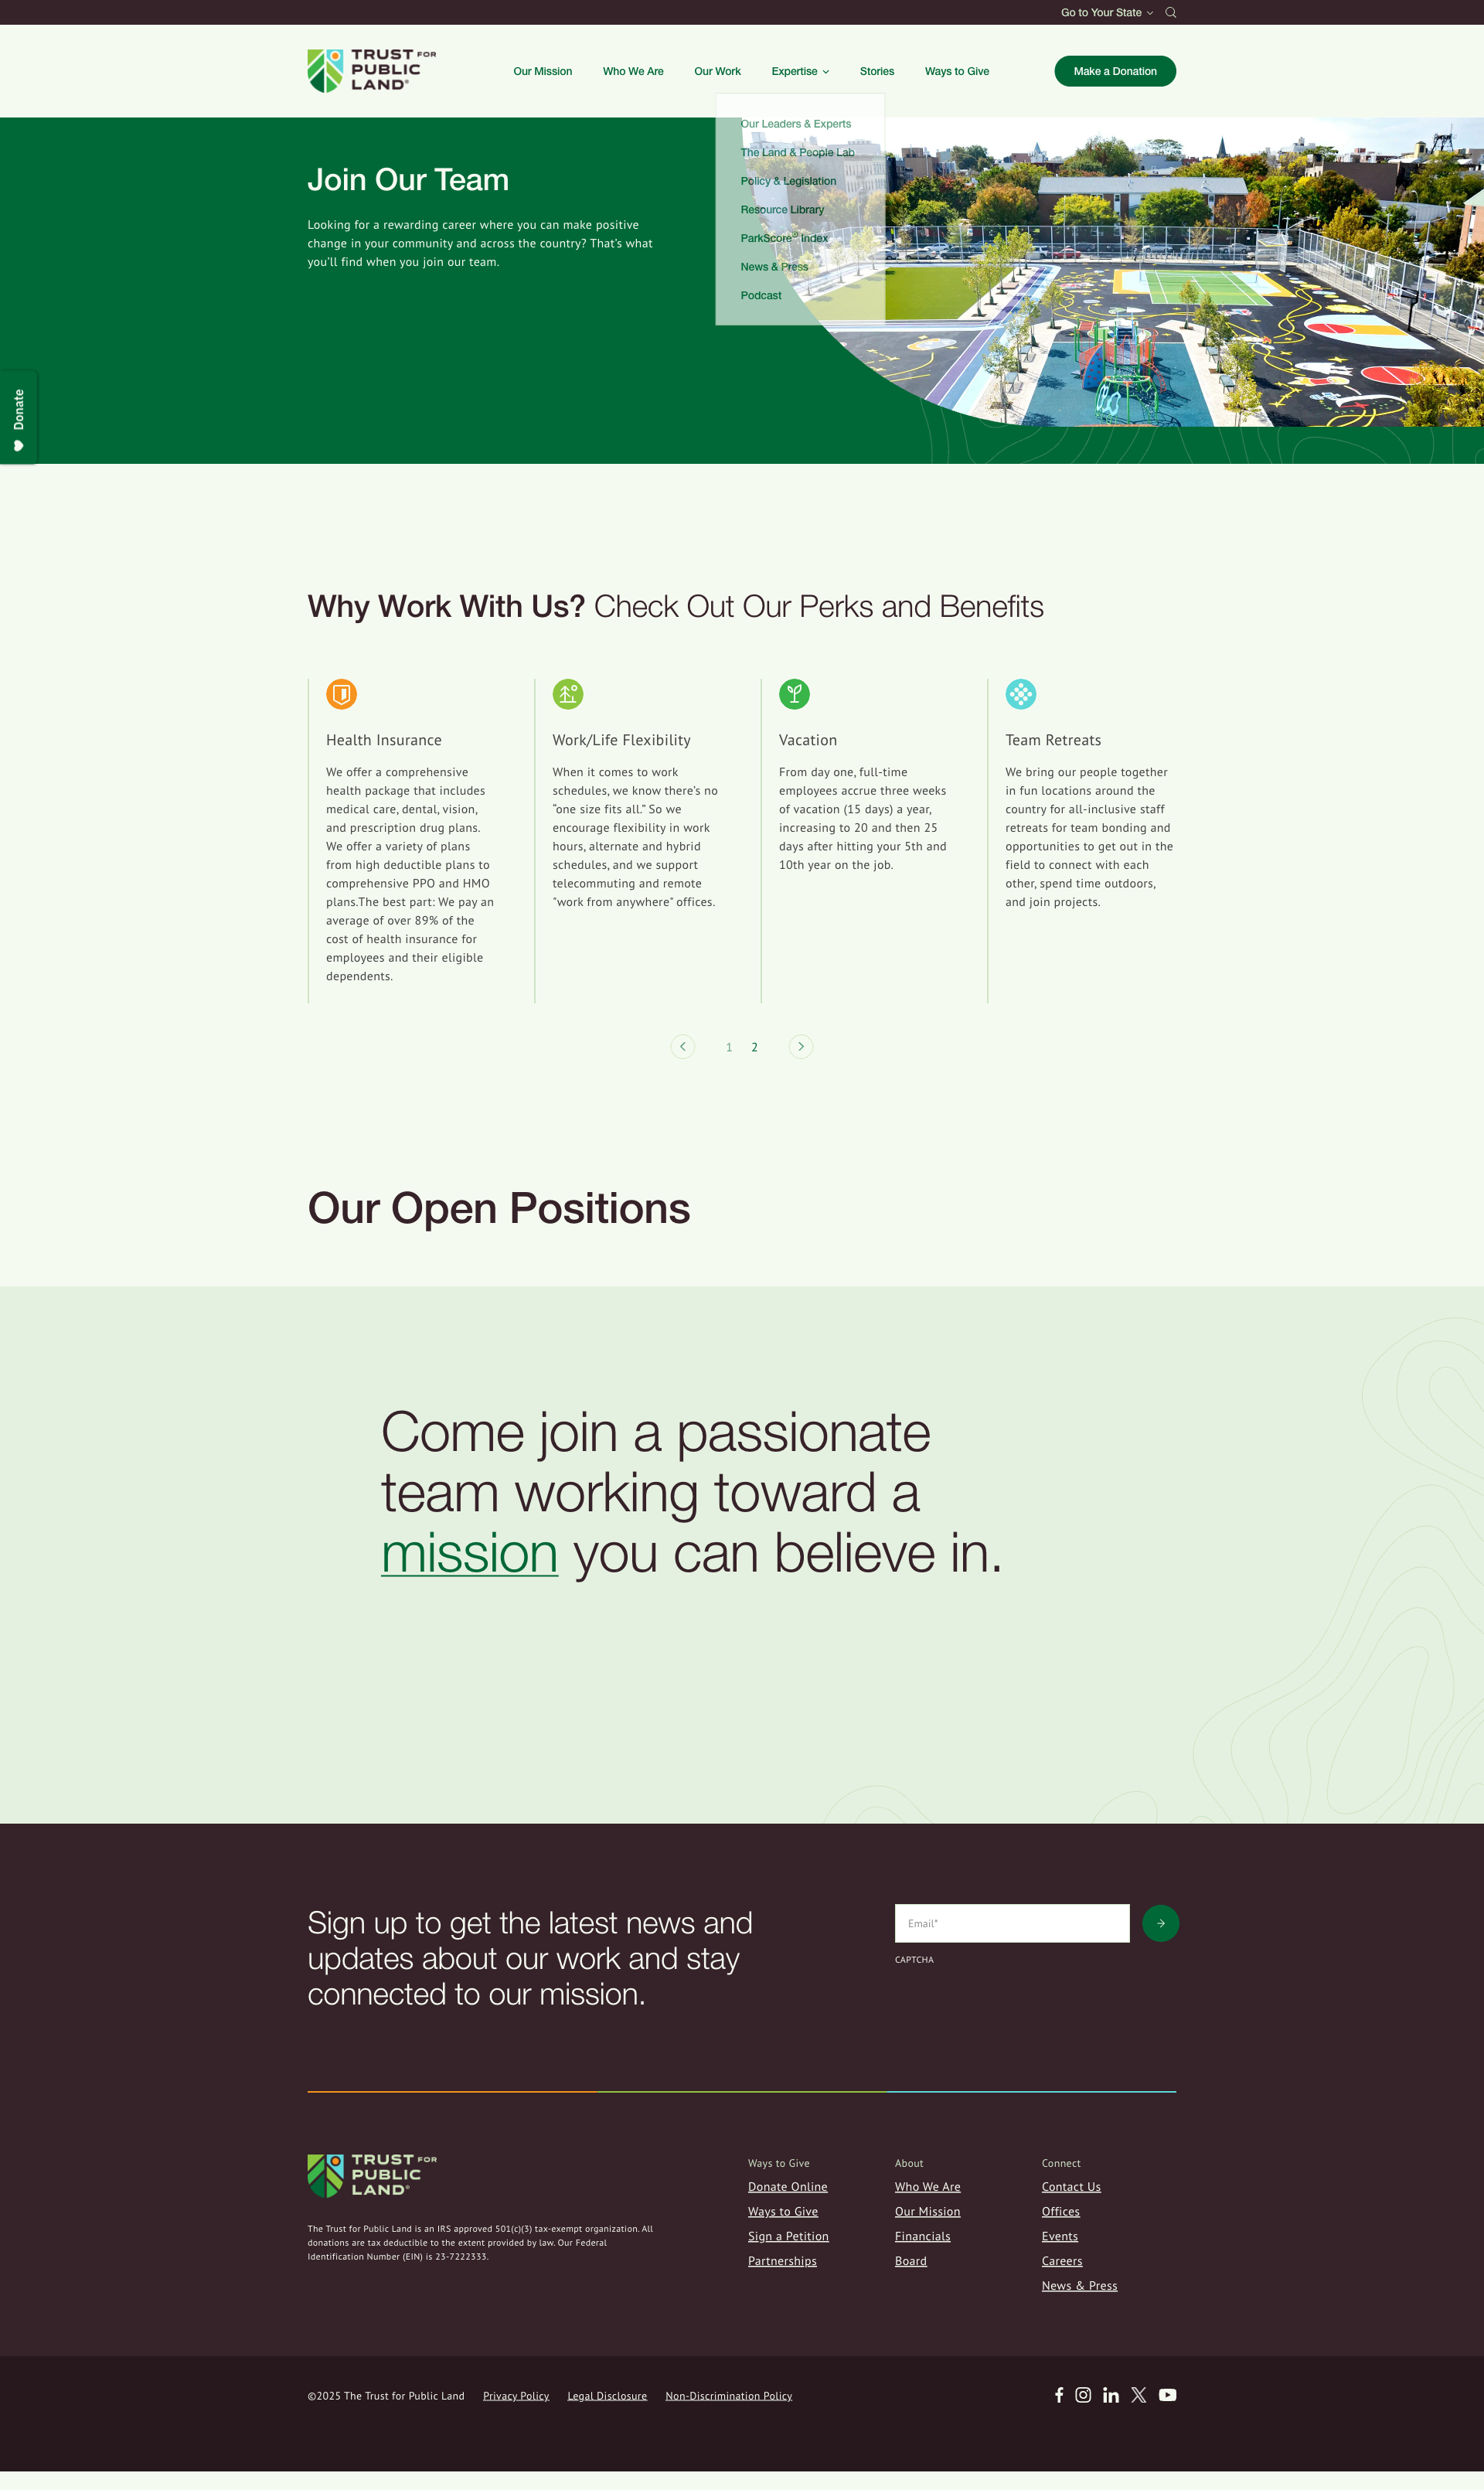 Go to Your State
TRUST FOR
PUBLIC
LAND®
Our Mission
Who We Are
Our Work
Expertise
Stories
Ways to Give
Make a Donation
Our Leaders & Experts
The Land & People Lab
Policy & Legislation
Resource Library
ParkScore® Index
News & Press
Podcast
Join Our Team
Looking for a rewarding career where you can make positive
change in your community and across the country? That’s what
you’ll find when you join our team.
Donate
Why Work With Us? Check Out Our Perks and Benefits
Health Insurance
We offer a comprehensive
health package that includes
medical care, dental, vision,
and prescription drug plans.
We offer a variety of plans
from high deductible plans to
comprehensive PPO and HMO
plans.The best part: We pay an
average of over 89% of the
cost of health insurance for
employees and their eligible
dependents.
Work/Life Flexibility
When it comes to work
schedules, we know there’s no
“one size fits all.” So we
encourage flexibility in work
hours, alternate and hybrid
schedules, and we support
telecommuting and remote
"work from anywhere" offices.
Vacation
From day one, full-time
employees accrue three weeks
of vacation (15 days) a year,
increasing to 20 and then 25
days after hitting your 5th and
10th year on the job.
Team Retreats
We bring our people together
in fun locations around the
country for all-inclusive staff
retreats for team bonding and
opportunities to get out in the
field to connect with each
other, spend time outdoors,
and join projects.
1 2
Our Open Positions
Come join a passionate
team working toward a
mission you can believe in.
Sign up to get the latest news and
updates about our work and stay
connected to our mission.
Email*
CAPTCHA
TRUST FOR
PUBLIC
LAND®
The Trust for Public Land is an IRS approved 501(c)(3) tax-exempt organization. All
donations are tax deductible to the extent provided by law. Our Federal
Identification Number (EIN) is 23-7222333.
Ways to Give
Donate Online
Ways to Give
Sign a Petition
Partnerships
About
Who We Are
Our Mission
Financials
Board
Connect
Contact Us
Offices
Events
Careers
News & Press
©2025 The Trust for Public Land
Privacy Policy
Legal Disclosure
Non-Discrimination Policy